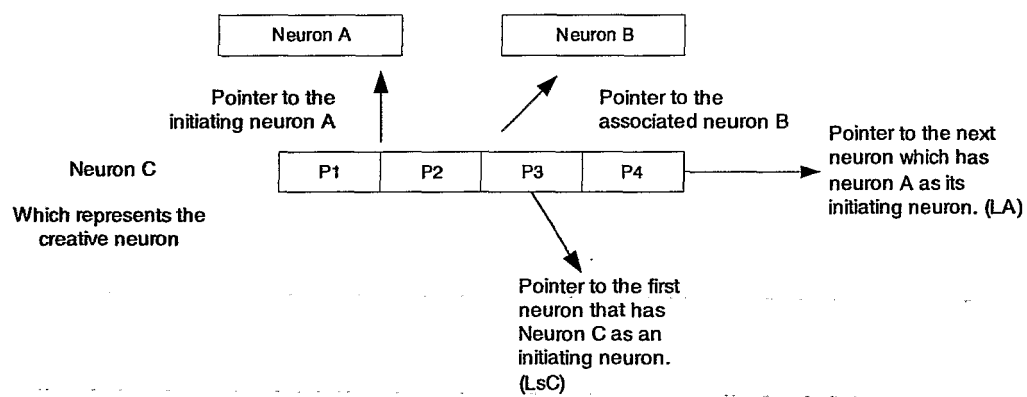 Neuron A
Neuron B
Pointer to the
initiating neuron A
Pointer to the
associated neuron B
Pointer to the next
neuron which has
neuron A as its
initiating neuron. (LA)
Neuron C
P1
P2
P3
P4
Which represents the
creative neuron
Pointer to the first
neuron that has
Neuron C as an
initiating neuron.
(LsC)